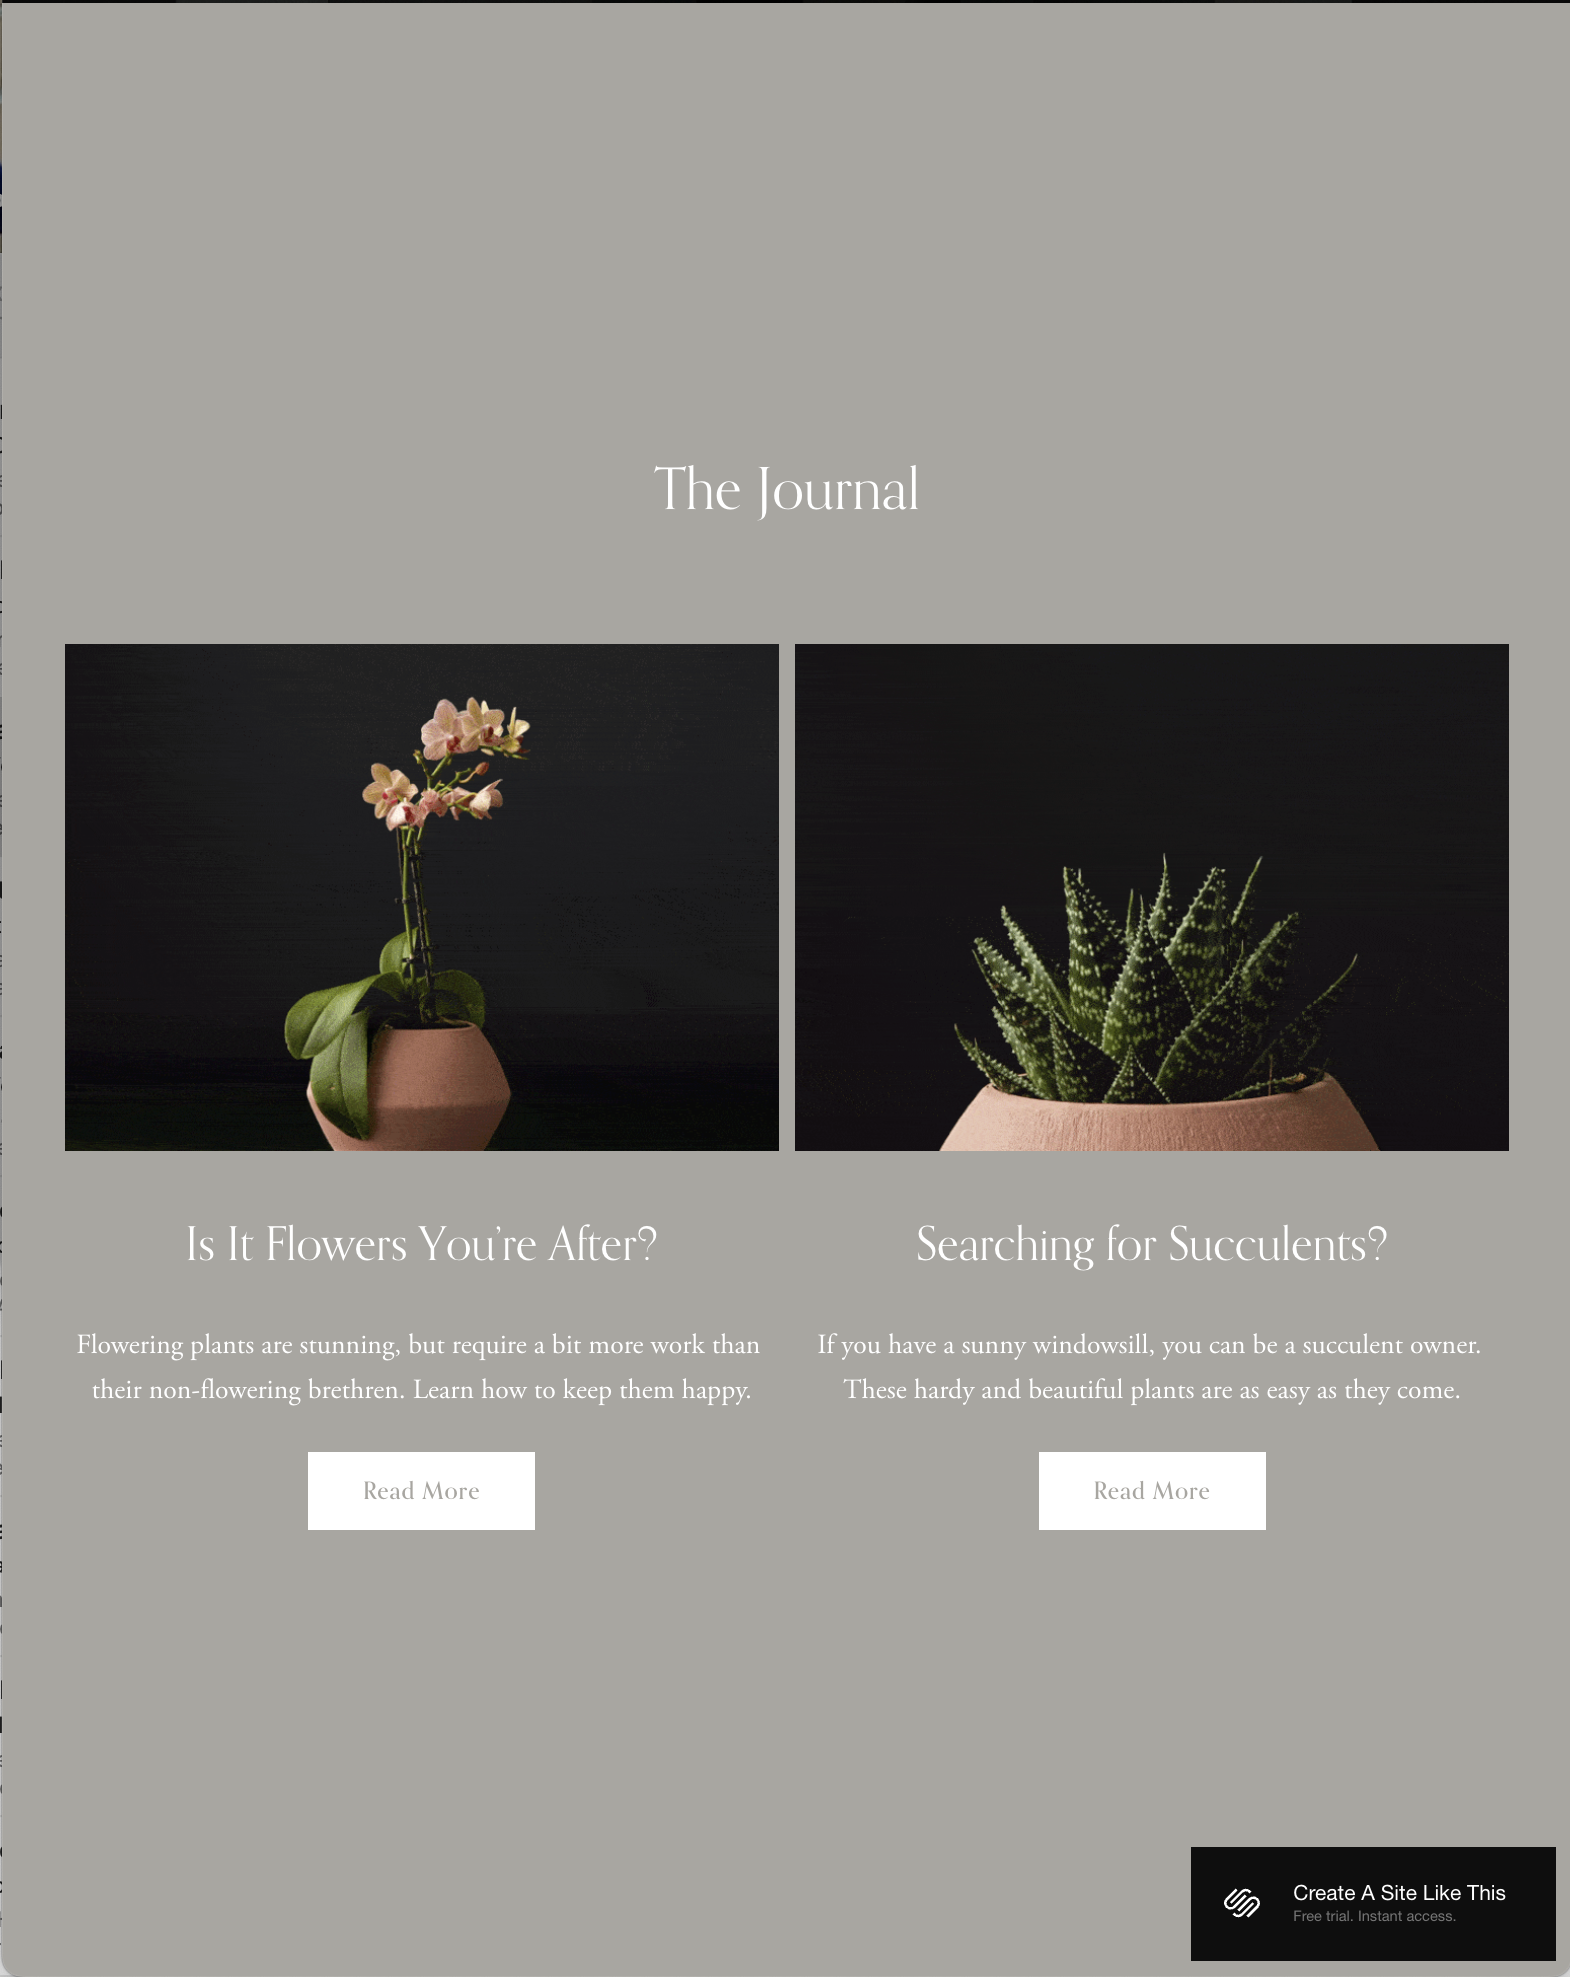 The Journal
Is It Flowers You’re After?
Flowering plants are stunning, but require a bit more work than
their non-flowering brethren. Learn how to keep them happy.
Read More
Searching for Succulents?
If you have a sunny windowsill, you can be a succulent owner.
These hardy and beautiful plants are as easy as they come.
Read More
Create A Site Like This
Free trial. Instant access.